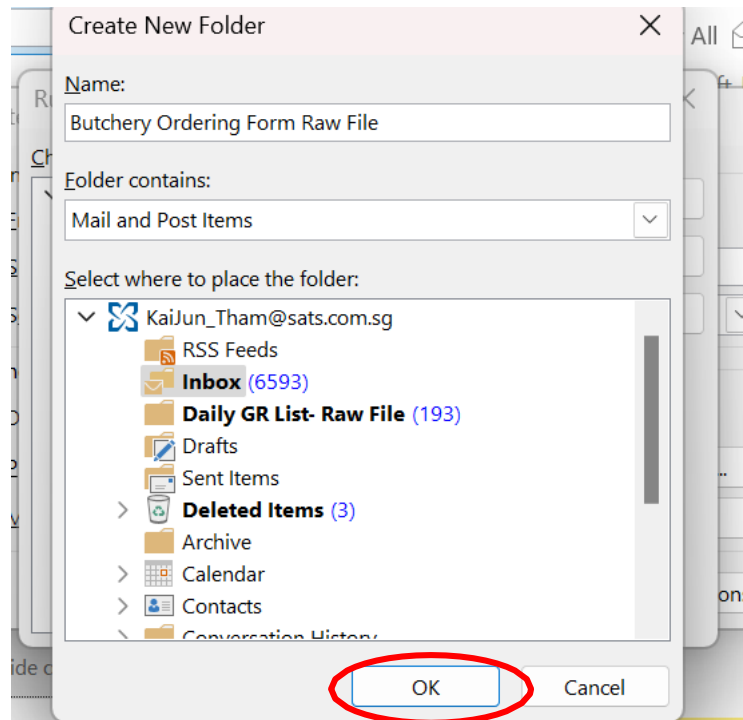 Create New Folder
All
Name:
Butchery Ordering Form Raw File
Folder contains:
Mail and Post Items
Select where to place the folder:
KaiJun_Tham@sats.com.sg
RSS Feeds
Inbox (6593)
Daily GR List- Raw File (193)
Drafts
Sent Items
Deleted Items (3)
Archive
Calendar
Contacts
Conversation History
OK
Cancel